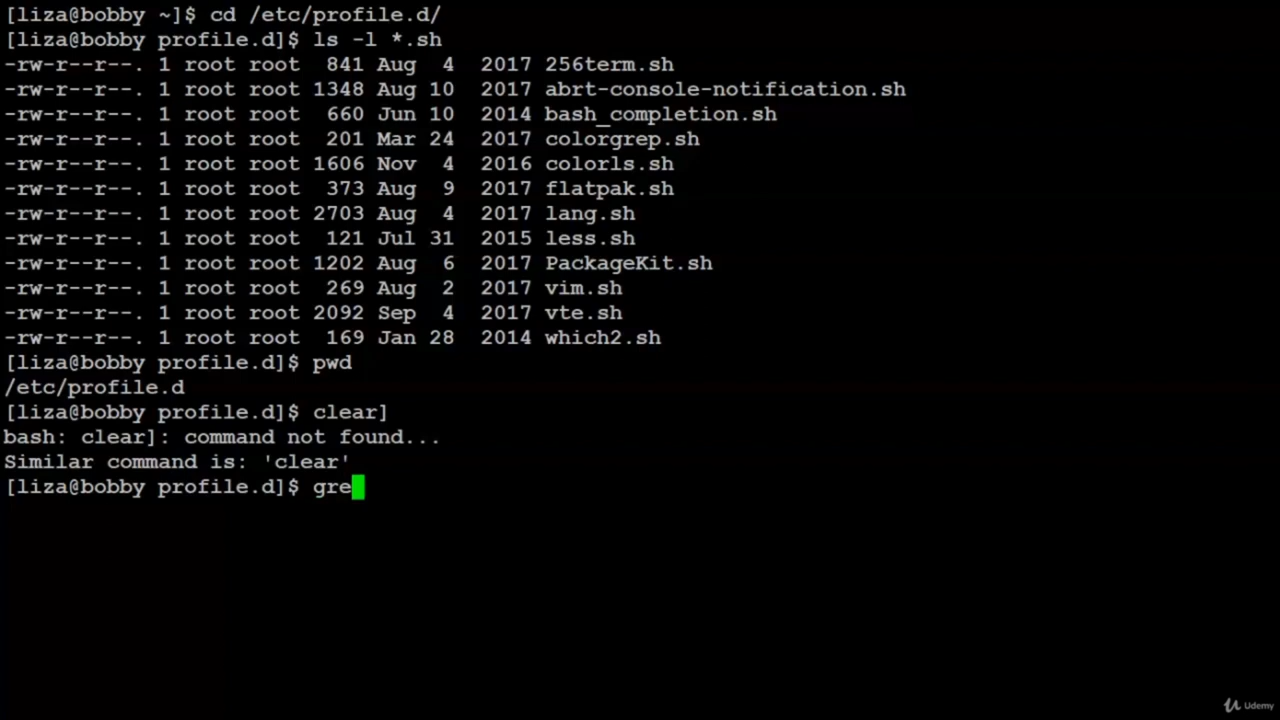 [liza@bobby ~]$ cd /etc/profile.d/
[liza@bobby profile.d]$ ls -l *.sh
-rw-r--r--. 1 root root  841 Aug  4  2017 256term.sh
-rw-r--r--. 1 root root 1348 Aug 10  2017 abrt-console-notification.sh
-rw-r--r--. 1 root root  660 Jun 10  2014 bash_completion.sh
-rw-r--r--. 1 root root  201 Mar 24  2017 colorgrep.sh
-rw-r--r--. 1 root root 1606 Nov  4  2016 colorls.sh
-rw-r--r--. 1 root root  373 Aug  9  2017 flatpak.sh
-rw-r--r--. 1 root root 2703 Aug  4  2017 lang.sh
-rw-r--r--. 1 root root  121 Jul 31  2015 less.sh
-rw-r--r--. 1 root root 1202 Aug  6  2017 PackageKit.sh
-rw-r--r--. 1 root root  269 Aug  2  2017 vim.sh
-rw-r--r--. 1 root root 2092 Sep  4  2017 vte.sh
-rw-r--r--. 1 root root  169 Jan 28  2014 which2.sh
[liza@bobby profile.d]$ pwd
/etc/profile.d
[liza@bobby profile.d]$ clear]
bash: clear]: command not found...
Similar command is: 'clear'
[liza@bobby profile.d]$ gre
Udemy